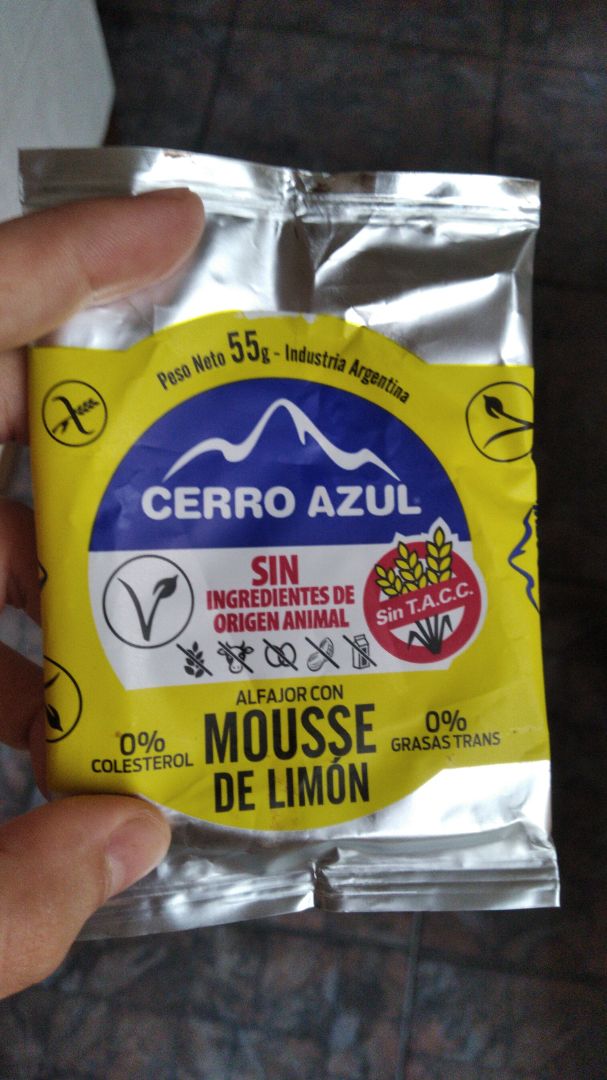 Peso Neto 55g - Industria Argentina
CERRO AZUL
SIN
INGREDIENTES DE
ORIGEN ANIMAL
Sin T.A.C.C.
ALFAJOR CON
MOUSSE
DE LIMÓN
0%
COLESTEROL
0%
GRASAS TRANS